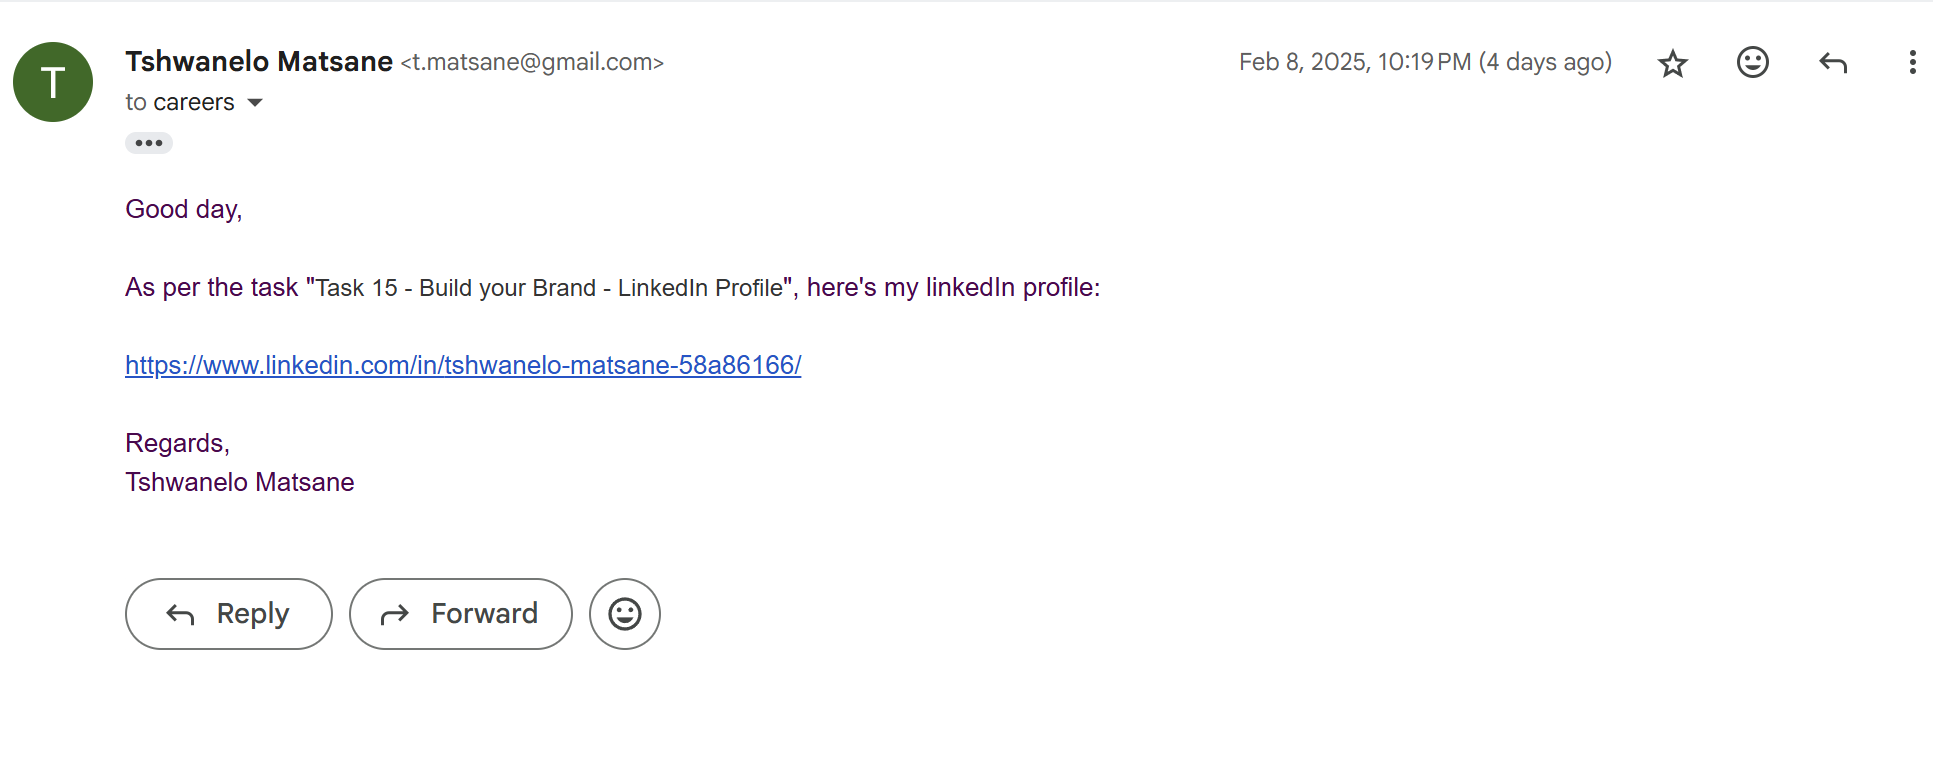 T
Tshwanelo Matsane <t.matsane@gmail.com>
Feb 8, 2025, 10:19 PM (4 days ago)
to careers
Good day,
As per the task "Task 15 - Build your Brand - LinkedIn Profile", here's my linkedIn profile:
https://www.linkedin.com/in/tshwanelo-matsane-58a86166/
Regards,
Tshwanelo Matsane
Reply
Forward